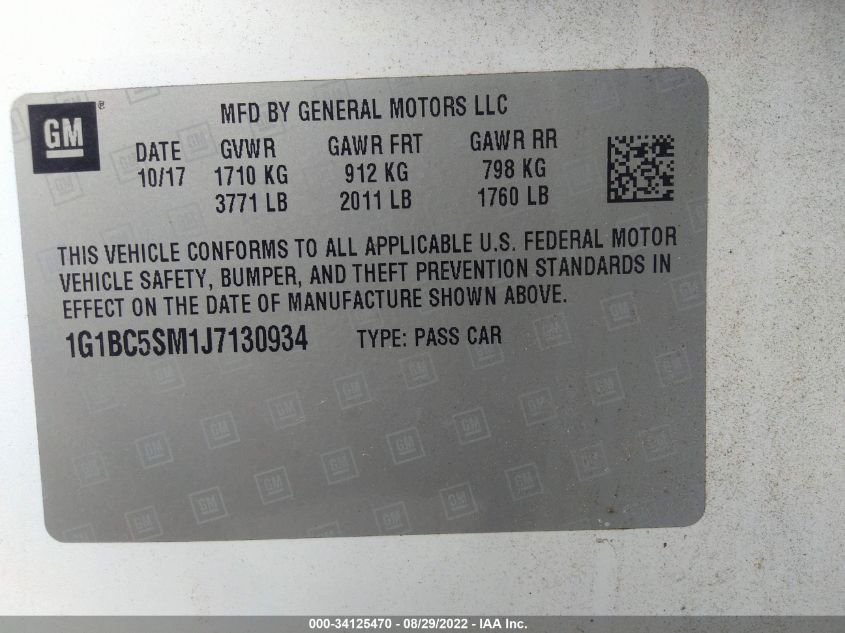 GM ®
MFD BY GENERAL MOTORS LLC
DATE GVWR GAWR FRT GAWR RR
10/17 1710 KG 912 KG 798 KG
3771 LB 2011 LB 1760 LB
THIS VEHICLE CONFORMS TO ALL APPLICABLE U.S. FEDERAL MOTOR
VEHICLE SAFETY, BUMPER, AND THEFT PREVENTION STANDARDS IN
EFFECT ON THE DATE OF MANUFACTURE SHOWN ABOVE.
1G1BC5SM1J7130934 TYPE: PASS CAR
000-34125470 - 08/29/2022 - IAA Inc.